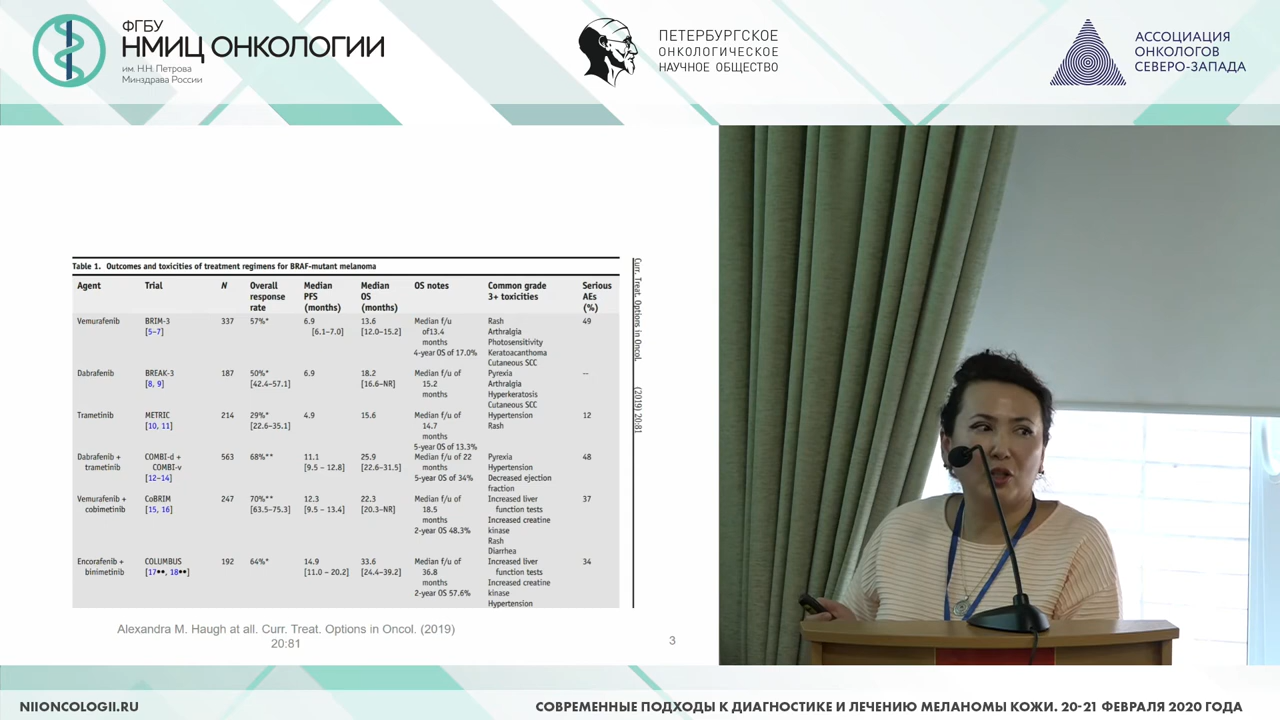 ФГБУ
НМИЦ ОНКОЛОГИИ
им. Н.Н. Петрова
Минздрава России
ПЕТЕРБУРГСКОЕ
ОНКОЛОГИЧЕСКОЕ
НАУЧНОЕ ОБЩЕСТВО
АССОЦИАЦИЯ
ОНКОЛОГОВ
СЕВЕРО-ЗАПАДА
Table 1. Outcomes and toxicities of treatment regimens for BRAF-mutant melanoma
Agent Trial N Overall Median Median OS notes Common grade Serious
response PFS OS 3+ toxicities AEs
rate (months) (months) (%)
Vemurafenib BRIM-3 337 57%* 6.9 13.6 Median f/u Rash 49
[5–7] [6.1–7.0] [12.0–15.2] of13.4 Arthralgia
months Photosensitivity
4-year OS of 17.0% Keratoacanthoma
Cutaneous SCC
Dabrafenib BREAK-3 187 50%* 6.9 18.2 Median f/u of Pyrexia --
[8, 9] [42.4–57.1] [16.6–NR] 15.2 Arthralgia
months Hyperkeratosis
Cutaneous SCC
Trametinib METRIC 214 29%* 4.9 15.6 Median f/u of Hypertension 12
[10, 11] [22.6–35.1] 14.7 Rash
months
5-year OS of 13.3%
Dabrafenib + COMBI-d + 563 68%** 11.1 25.9 Median f/u of 22 Pyrexia 48
trametinib COMBI-v [9.5 – 12.8] [22.6–31.5] months Hypertension
[12–14] 5-year OS of 34% Decreased ejection
fraction
Vemurafenib + CoBRIM 247 70%** 12.3 22.3 Median f/u of Increased liver 37
cobimetinib [15, 16] [63.5–75.3] [9.5 – 13.4] [20.3–NR] 18.5 function tests
months Increased creatine
2-year OS 48.3% kinase
Rash
Diarrhea
Encorafenib + COLUMBUS 192 64%* 14.9 33.6 Median f/u of Increased liver 34
binimetinib [17••, 18••] [11.0 – 20.2] [24.4–39.2] 36.8 function tests
months Increased creatine
2-year OS 57.6% kinase
Hypertension
Curr. Treat. Options in Oncol. (2019) 20:81
Alexandra M. Haugh at all. Curr. Treat. Options in Oncol. (2019)
20:81
3
NIIONCOLOGII.RU
СОВРЕМЕННЫЕ ПОДХОДЫ К ДИАГНОСТИКЕ И ЛЕЧЕНИЮ МЕЛАНОМЫ КОЖИ. 20-21 ФЕВРАЛЯ 2020 ГОДА